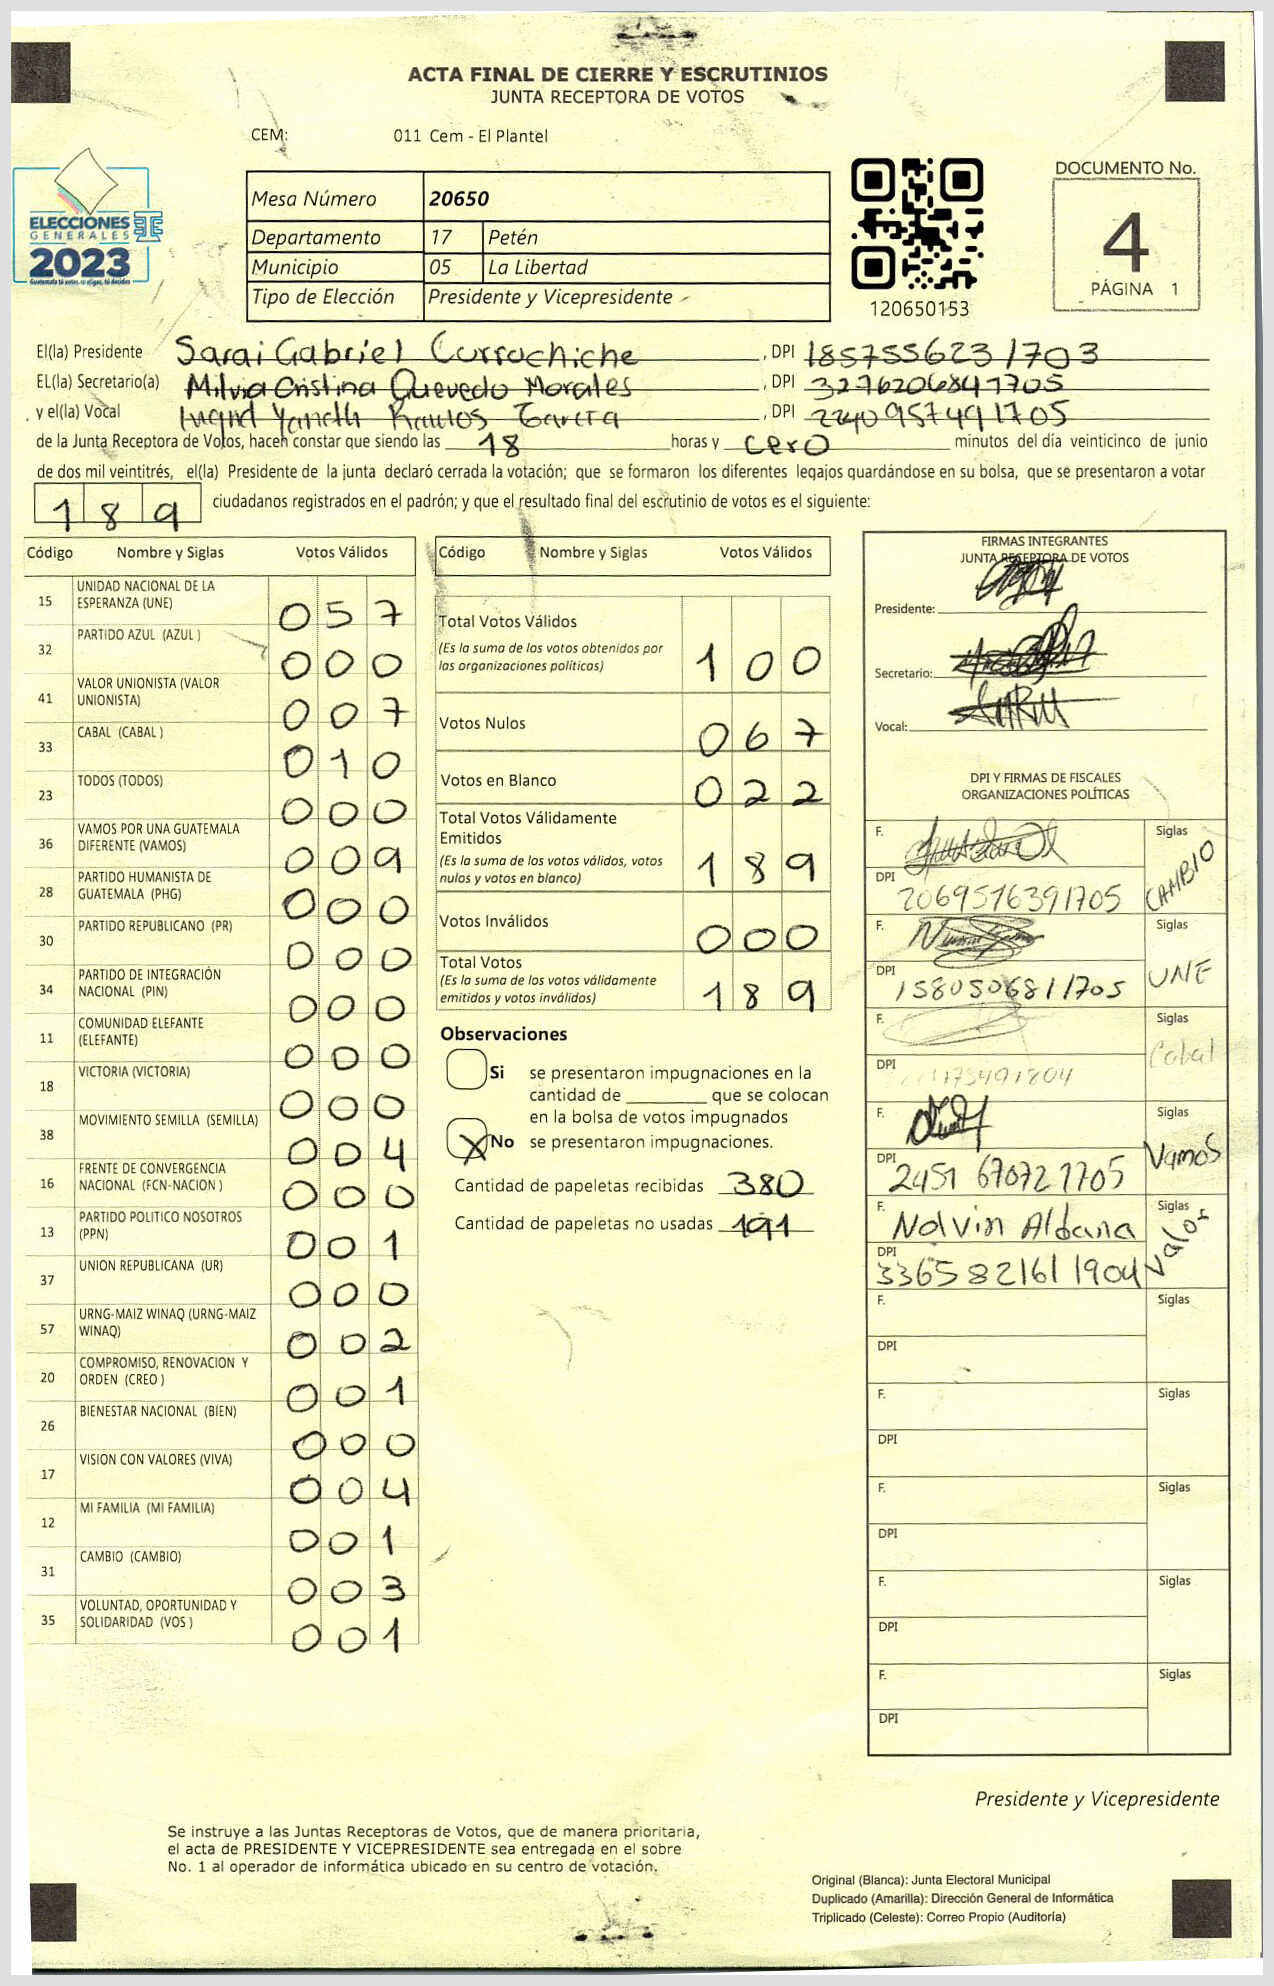 ACTA FINAL DE CIERRE Y ESCRUTINIOS
JUNTA RECEPTORA DE VOTOS
CEM: 011 Cem - El Plantel
ELECCIONES
GENERALES
2023
Guatemala tú votas, tú eliges, tú decides
Mesa Número 20650
Departamento 17 Petén
Municipio 05 La Libertad
Tipo de Elección Presidente y Vicepresidente
120650153
DOCUMENTO No.
4
PÁGINA 1
El(la) Presidente Sarai Gabriel Curruchiche, DPI 1857556231703
EL(la) Secretario(a) Milvia Cristina Quevedo Morales, DPI 3276206841705
y el(la) Vocal Ingrid Yaneth Ramos Garcia, DPI 2240957491705
de la Junta Receptora de Votos, hacen constar que siendo las 18 horas y cero minutos del día veinticinco de junio
de dos mil veintitrés, el(la) Presidente de la junta declaró cerrada la votación; que se formaron los diferentes legajos guardándose en su bolsa, que se presentaron a votar
189 ciudadanos registrados en el padrón; y que el resultado final del escrutinio de votos es el siguiente:
Código Nombre y Siglas Votos Válidos
15 UNIDAD NACIONAL DE LA ESPERANZA (UNE) 057
32 PARTIDO AZUL (AZUL ) 000
41 VALOR UNIONISTA (VALOR UNIONISTA) 007
33 CABAL (CABAL ) 010
23 TODOS (TODOS) 000
36 VAMOS POR UNA GUATEMALA DIFERENTE (VAMOS) 009
28 PARTIDO HUMANISTA DE GUATEMALA (PHG) 000
30 PARTIDO REPUBLICANO (PR) 000
34 PARTIDO DE INTEGRACIÓN NACIONAL (PIN) 000
11 COMUNIDAD ELEFANTE (ELEFANTE) 000
18 VICTORIA (VICTORIA) 000
38 MOVIMIENTO SEMILLA (SEMILLA) 004
16 FRENTE DE CONVERGENCIA NACIONAL (FCN-NACION ) 000
13 PARTIDO POLITICO NOSOTROS (PPN) 001
37 UNION REPUBLICANA (UR) 000
57 URNG-MAIZ WINAQ (URNG-MAIZ WINAQ) 002
20 COMPROMISO, RENOVACION Y ORDEN (CREO ) 001
26 BIENESTAR NACIONAL (BIEN) 000
17 VISION CON VALORES (VIVA) 004
12 MI FAMILIA (MI FAMILIA) 001
31 CAMBIO (CAMBIO) 003
35 VOLUNTAD, OPORTUNIDAD Y SOLIDARIDAD (VOS ) 001
Código Nombre y Siglas Votos Válidos
Total Votos Válidos 100
(Es la suma de los votos obtenidos por
las organizaciones políticas)
Votos Nulos 067
Votos en Blanco 022
Total Votos Válidamente
Emitidos 189
(Es la suma de los votos válidos, votos
nulos y votos en blanco)
Votos Inválidos 000
Total Votos 189
(Es la suma de los votos válidamente
emitidos y votos inválidos)
Observaciones
Si se presentaron impugnaciones en la
cantidad de ________ que se colocan
en la bolsa de votos impugnados
X No se presentaron impugnaciones.
Cantidad de papeletas recibidas 380
Cantidad de papeletas no usadas 191
FIRMAS INTEGRANTES
JUNTA RECEPTORA DE VOTOS
Presidente:
Secretario:
Vocal:
DPI Y FIRMAS DE FISCALES
ORGANIZACIONES POLÍTICAS
F. Siglas CAMBIO
DPI 2069516391705
F. Siglas UNE
DPI 1580506811705
F. Siglas Cabal
DPI
F. Siglas Vamos
DPI 2451 67072 1705
F. Nolvin Aldana Siglas Valor
DPI 3365 82161 1904
F. Siglas
DPI
F. Siglas
DPI
F. Siglas
DPI
F. Siglas
DPI
F. Siglas
DPI
Presidente y Vicepresidente
Se instruye a las Juntas Receptoras de Votos, que de manera prioritaria,
el acta de PRESIDENTE Y VICEPRESIDENTE sea entregada en el sobre
No. 1 al operador de informática ubicado en su centro de votación.
Original (Blanca): Junta Electoral Municipal
Duplicado (Amarilla): Dirección General de Informática
Triplicado (Celeste): Correo Propio (Auditoría)